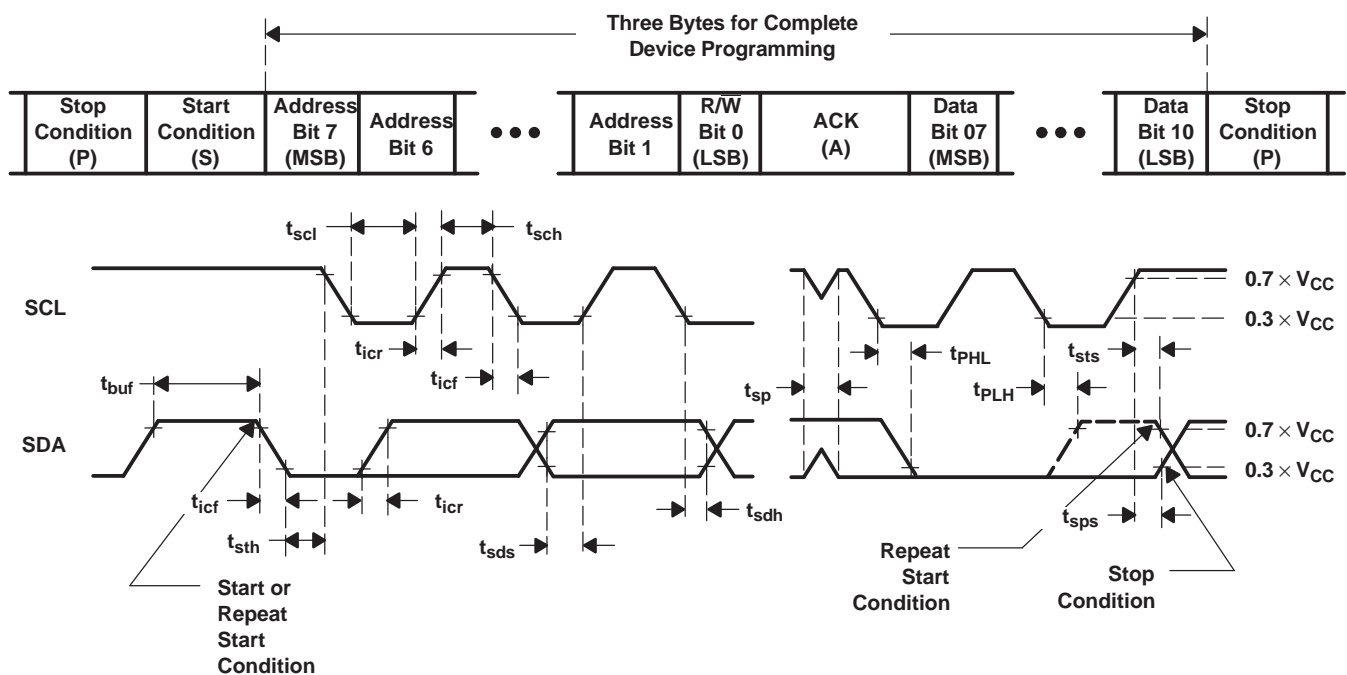 Three Bytes for Complete
Device Programming
Stop
Condition
(P)
Start
Condition
(S)
Address
Bit 7
(MSB)
Address
Bit 6
•••
Address
Bit 1
R/W̅
Bit 0
(LSB)
ACK
(A)
Data
Bit 07
(MSB)
•••
Data
Bit 10
(LSB)
Stop
Condition
(P)
tscl
tsch
SCL
0.7 × VCC
0.3 × VCC
ticr
ticf
tPHL
tsts
tbuf
tsp
tPLH
SDA
0.7 × VCC
0.3 × VCC
ticf
ticr
tsth
tsds
tsdh
tsps
Start or
Repeat
Start
Condition
Repeat
Start
Condition
Stop
Condition